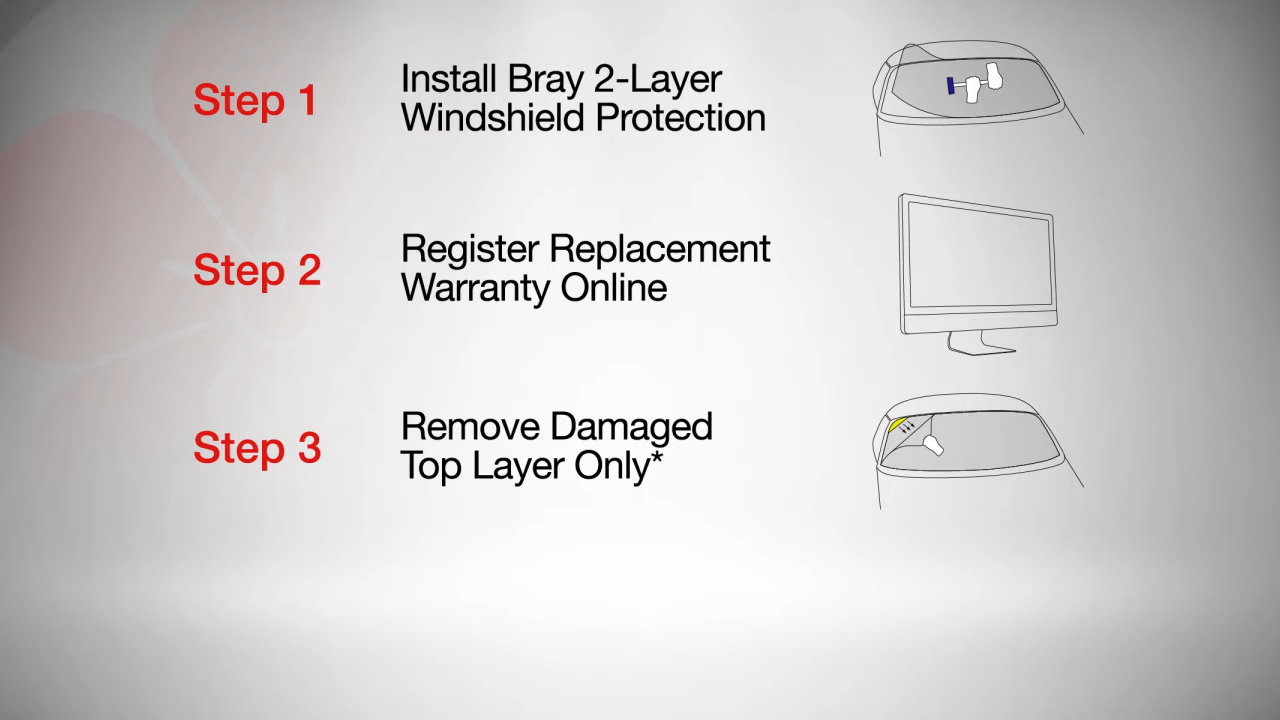 Step 1
Install Bray 2-Layer
Windshield Protection
Step 2
Register Replacement
Warranty Online
Step 3
Remove Damaged
Top Layer Only*